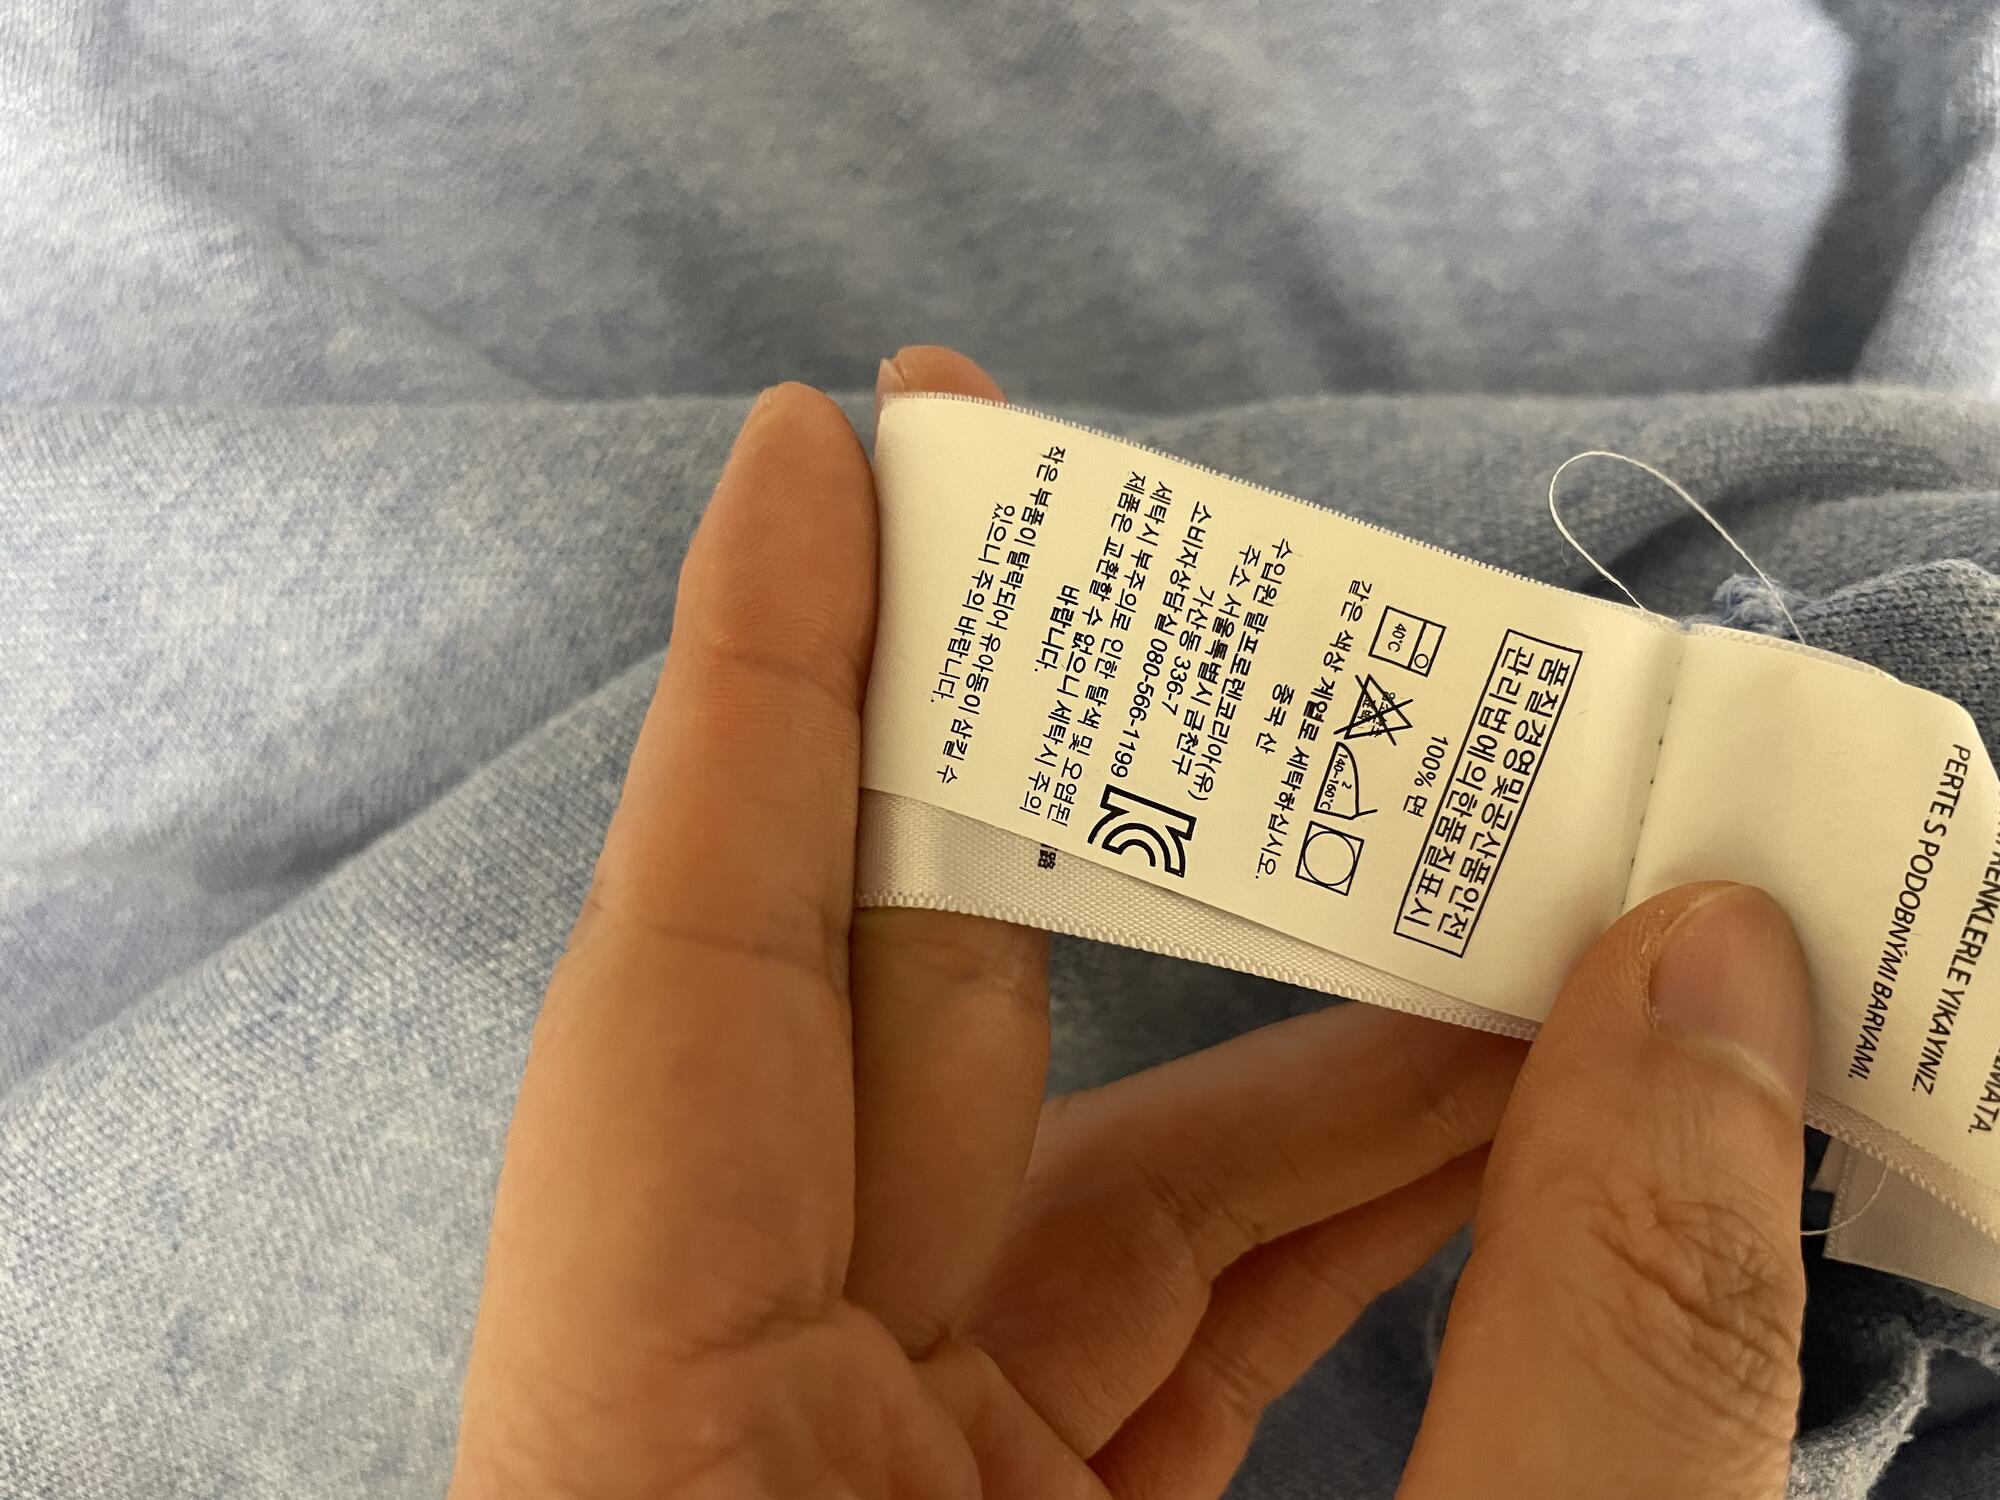 품질경영및공산품안전
관리법에의한품질표시
100% 면
40℃
140~160℃
2
같은 색상 계열로 세탁하십시오.
중국 산
수입원 랄프로렌코리아(유)
주소 서울특별시 금천구
가산동 336-7
소비자상담실 080-566-1199
세탁시 부주의로 인한 탈색 및 오염된
제품은 교환할 수 없으니 세탁시 주의
바랍니다.
작은 부품이 탈락되어 유아동이 삼킬 수
있으니 주의 바랍니다.
RENKLERLE YIKAYINIZ.
PERTE S PODOBNÝMI BARVAMI.